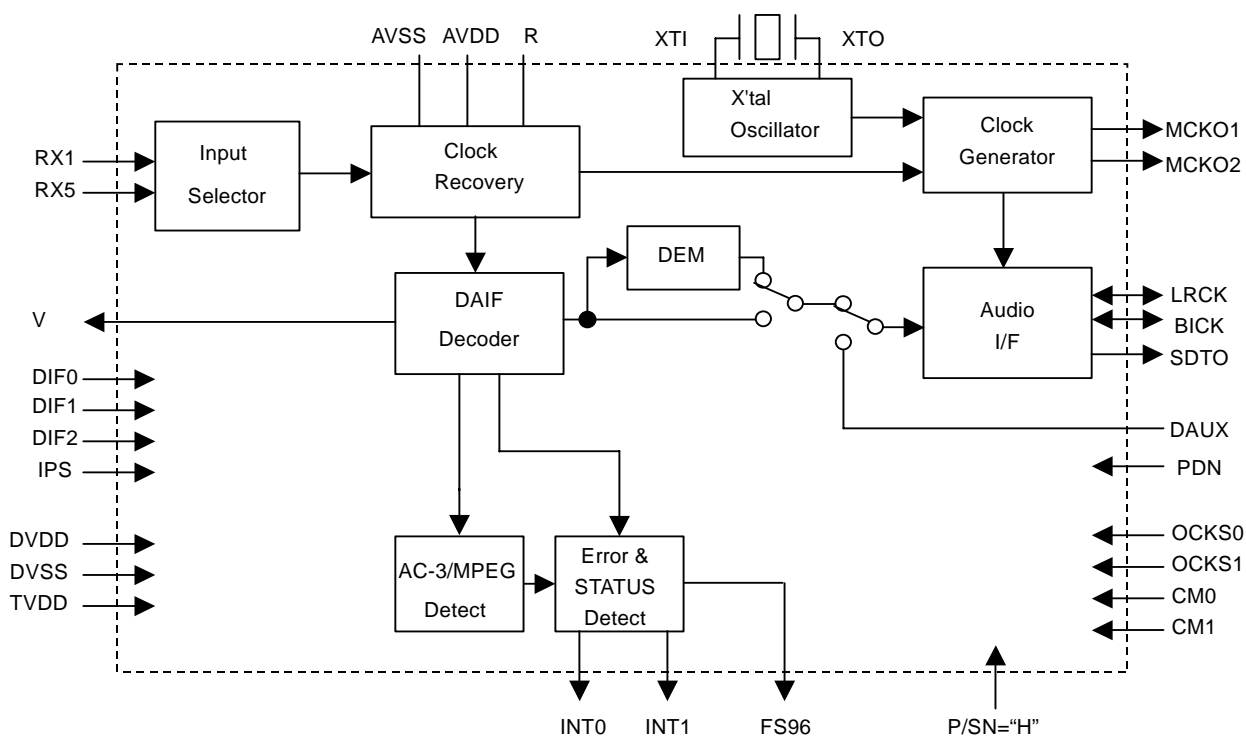 AVSS
AVDD
R
XTI
XTO
X'tal
Oscillator
Clock
Generator
MCKO1
MCKO2
RX1
RX5
Input
Selector
Clock
Recovery
DEM
DAIF
Decoder
Audio
I/F
LRCK
BICK
SDTO
V
DIF0
DIF1
DIF2
IPS
DAUX
PDN
DVDD
DVSS
TVDD
AC-3/MPEG
Detect
Error &
STATUS
Detect
OCKS0
OCKS1
CM0
CM1
INT0
INT1
FS96
P/SN=“H”